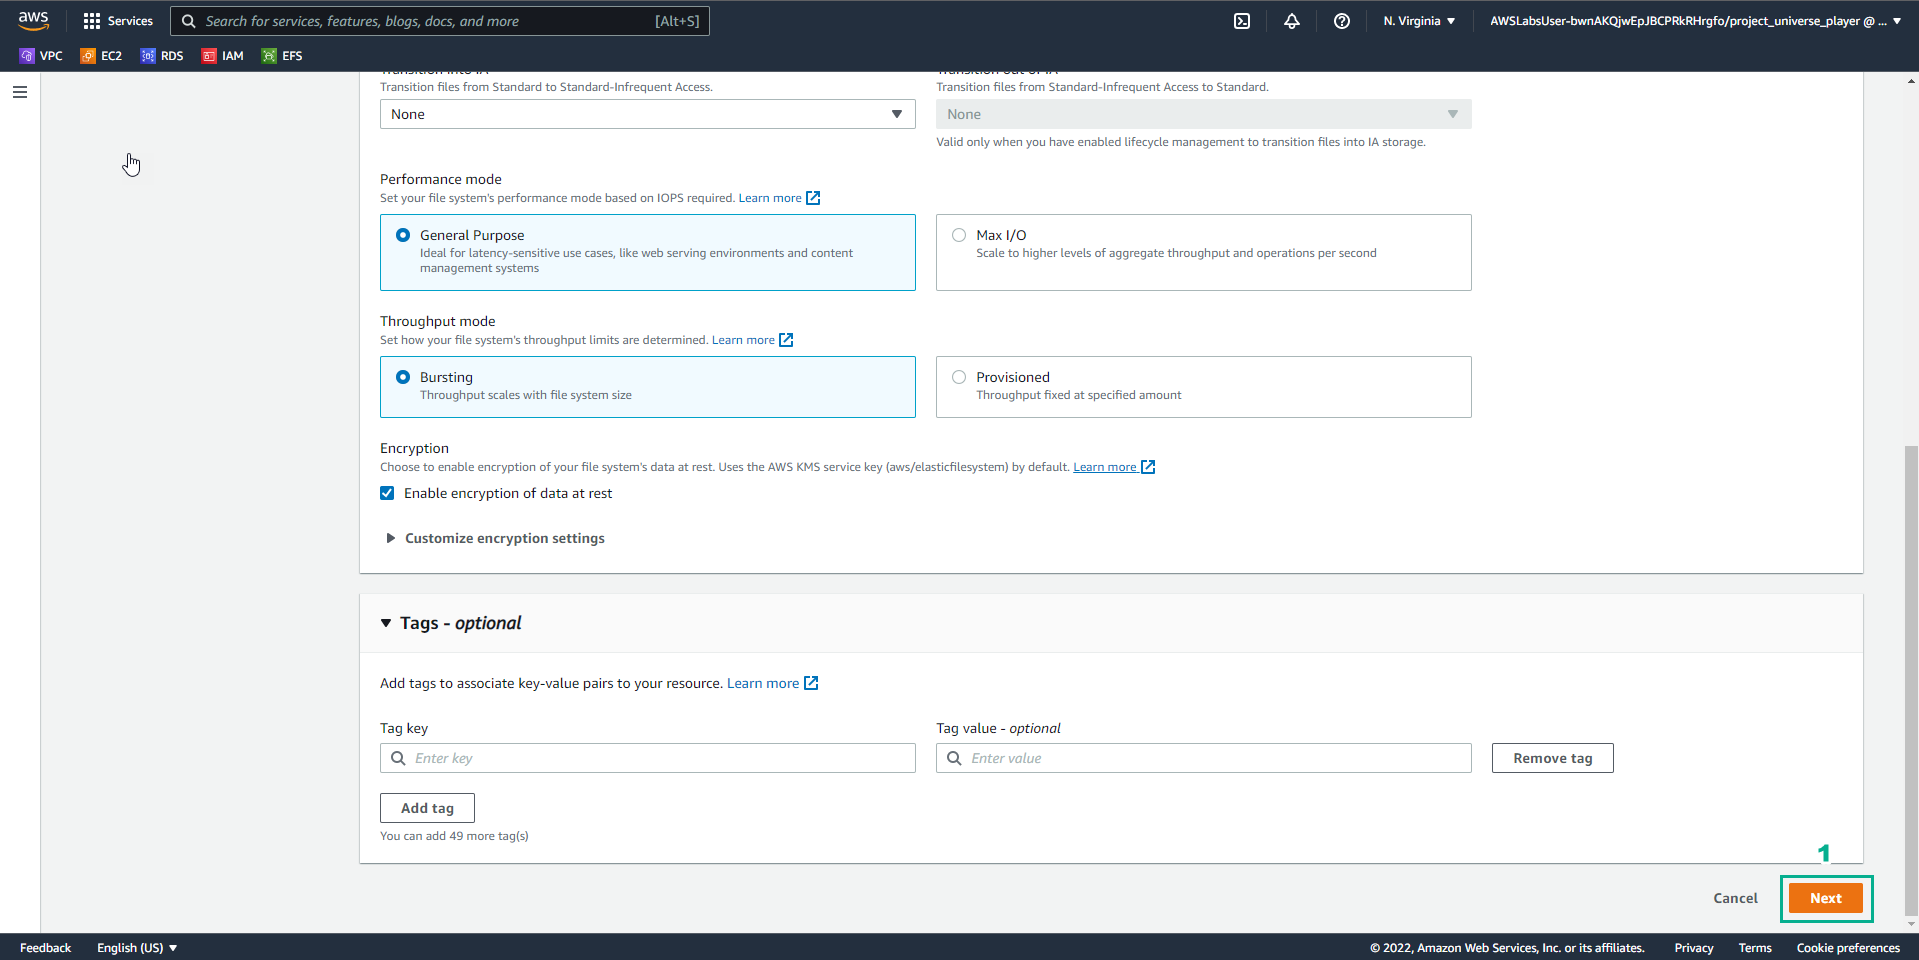 aws
Services
Search for services, features, blogs, docs, and more [Alt+S]
N. Virginia
AWSLabsUser-bwnAKQjwEpJBCPRkRHrgfo/project_universe_player @ ...
VPC EC2 RDS IAM EFS
Transition into IA
Transition out of IA
Transition files from Standard to Standard-Infrequent Access.
Transition files from Standard-Infrequent Access to Standard.
None
None
Valid only when you have enabled lifecycle management to transition files into IA storage.
Performance mode
Set your file system's performance mode based on IOPS required. Learn more
General Purpose
Ideal for latency-sensitive use cases, like web serving environments and content
management systems
Max I/O
Scale to higher levels of aggregate throughput and operations per second
Throughput mode
Set how your file system's throughput limits are determined. Learn more
Bursting
Throughput scales with file system size
Provisioned
Throughput fixed at specified amount
Encryption
Choose to enable encryption of your file system's data at rest. Uses the AWS KMS service key (aws/elasticfilesystem) by default. Learn more
Enable encryption of data at rest
Customize encryption settings
Tags - optional
Add tags to associate key-value pairs to your resource. Learn more
Tag key
Tag value - optional
Enter key
Enter value
Remove tag
Add tag
You can add 49 more tag(s)
1
Cancel
Next
Feedback
English (US)
© 2022, Amazon Web Services, Inc. or its affiliates.
Privacy
Terms
Cookie preferences